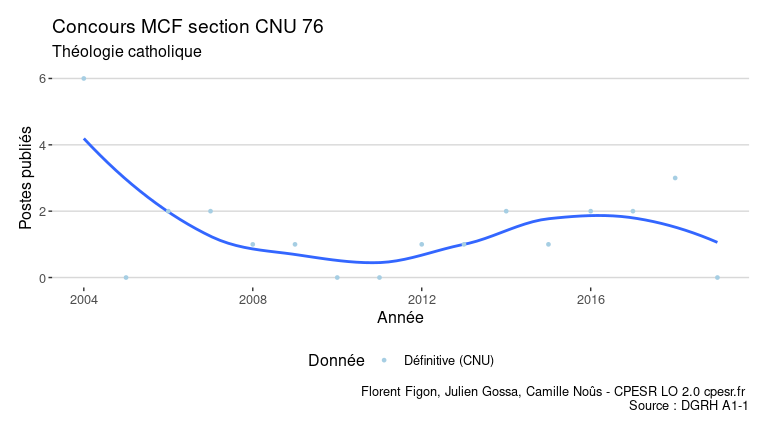 Concours MCF section CNU 76
Théologie catholique
Postes publiés
6
4
2
0
2004 2008 2012 2016
Année
Donnée Définitive (CNU)
Florent Figon, Julien Gossa, Camille Noûs - CPESR LO 2.0 cpesr.fr
Source : DGRH A1-1